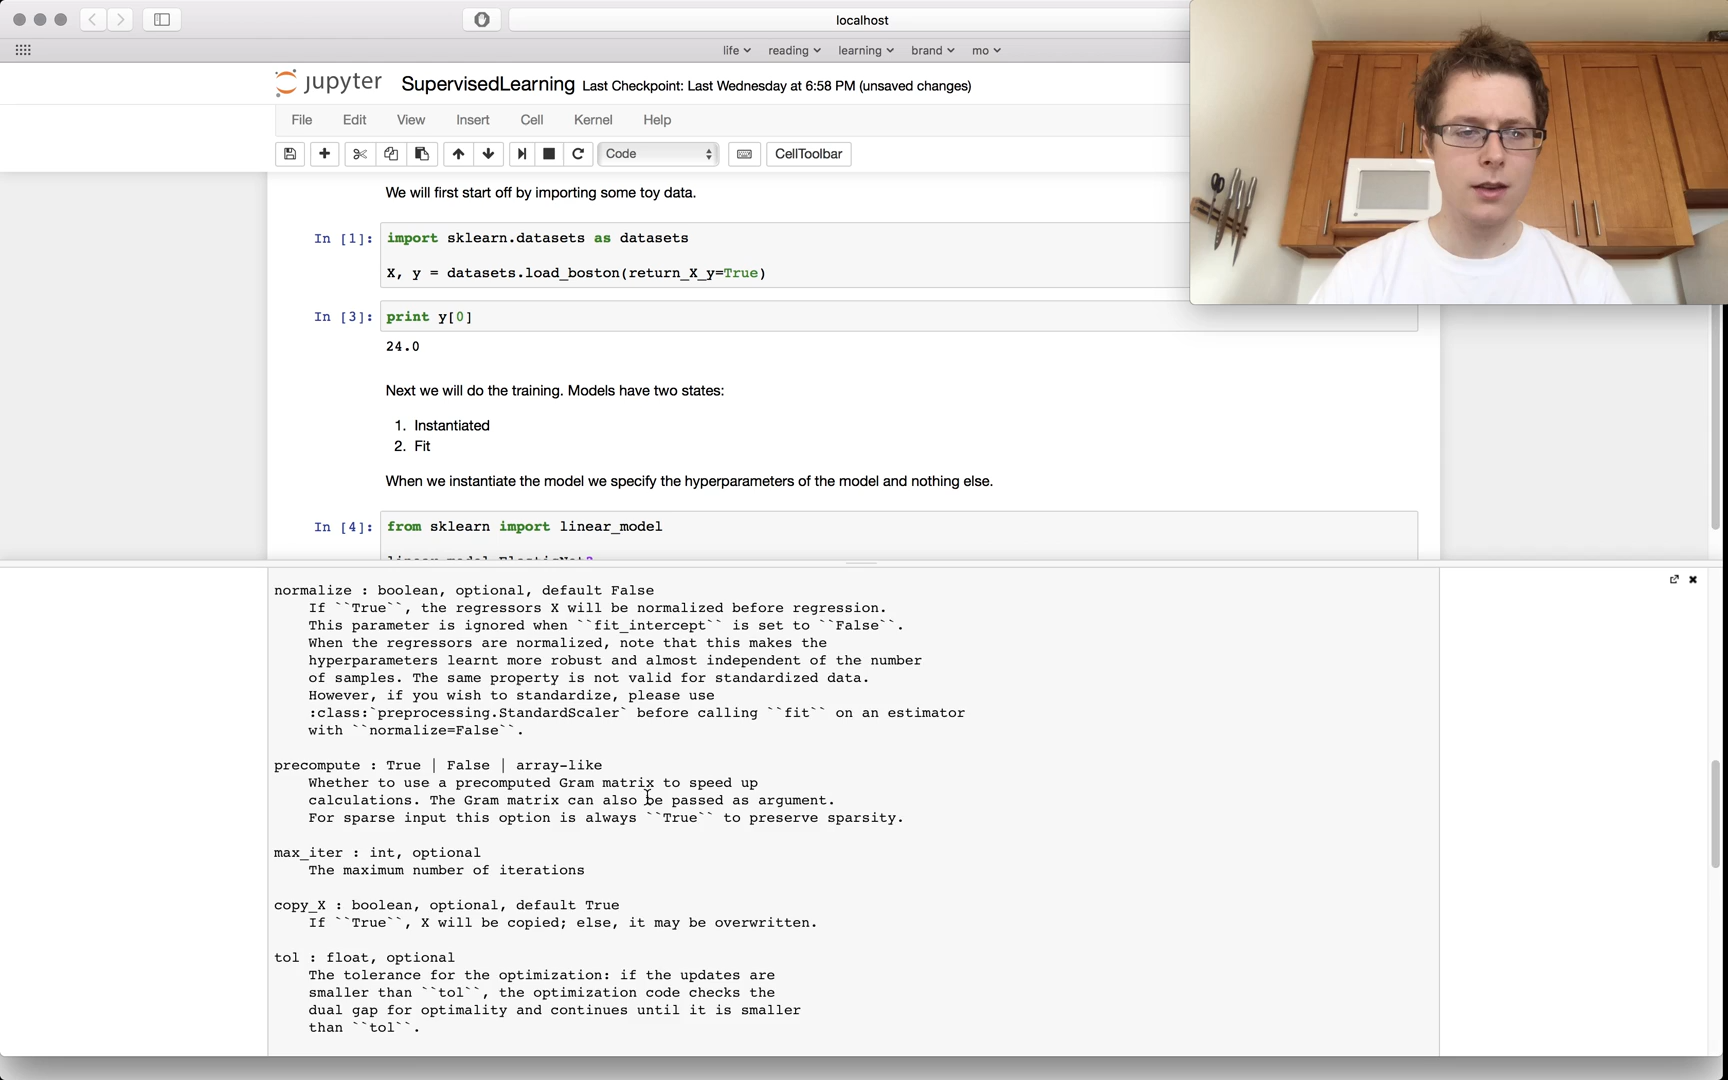 localhost
life reading learning brand mo
jupyter SupervisedLearning Last Checkpoint: Last Wednesday at 6:58 PM (unsaved changes)
File Edit View Insert Cell Kernel Help
Code CellToolbar
We will first start off by importing some toy data.
In [1]: import sklearn.datasets as datasets
X, y = datasets.load_boston(return_X_y=True)
In [3]: print y[0]
24.0
Next we will do the training. Models have two states:
1. Instantiated
2. Fit
When we instantiate the model we specify the hyperparameters of the model and nothing else.
In [4]: from sklearn import linear_model
linear_model.ElasticNet?
normalize : boolean, optional, default False
If ``True``, the regressors X will be normalized before regression.
This parameter is ignored when ``fit_intercept`` is set to ``False``.
When the regressors are normalized, note that this makes the
hyperparameters learnt more robust and almost independent of the number
of samples. The same property is not valid for standardized data.
However, if you wish to standardize, please use
:class:`preprocessing.StandardScaler` before calling ``fit`` on an estimator
with ``normalize=False``.
precompute : True | False | array-like
Whether to use a precomputed Gram matrix to speed up
calculations. The Gram matrix can also be passed as argument.
For sparse input this option is always ``True`` to preserve sparsity.
max_iter : int, optional
The maximum number of iterations
copy_X : boolean, optional, default True
If ``True``, X will be copied; else, it may be overwritten.
tol : float, optional
The tolerance for the optimization: if the updates are
smaller than ``tol``, the optimization code checks the
dual gap for optimality and continues until it is smaller
than ``tol``.